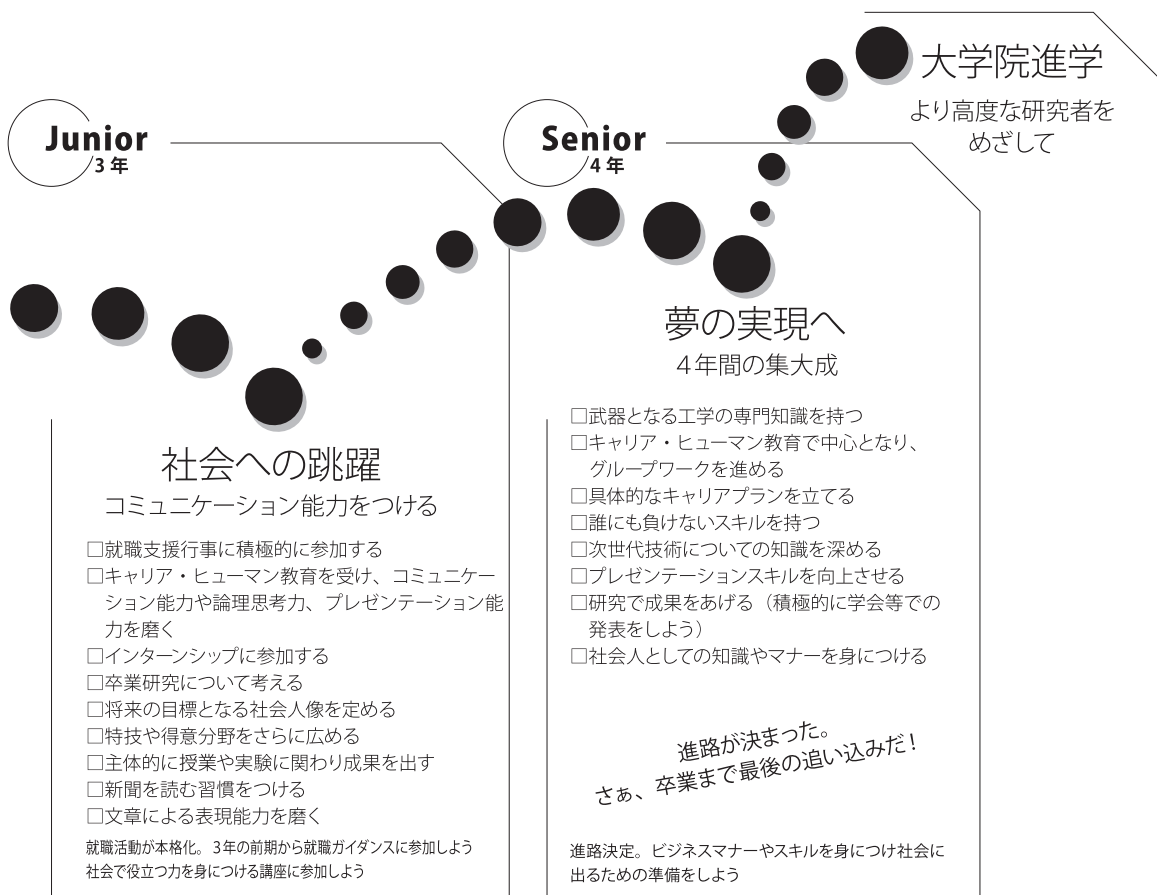 Junior
3年
社会への跳躍
コミュニケーション能力をつける
□就職支援行事に積極的に参加する
□キャリア・ヒューマン教育を受け、コミュニケー
ション能力や論理思考力、プレゼンテーション能
力を磨く
□インターンシップに参加する
□卒業研究について考える
□将来の目標となる社会人像を定める
□特技や得意分野をさらに広める
□主体的に授業や実験に関わり成果を出す
□新聞を読む習慣をつける
□文章による表現能力を磨く
就職活動が本格化。3年の前期から就職ガイダンスに参加しよう
社会で役立つ力を身につける講座に参加しよう
Senior
4年
夢の実現へ
4年間の集大成
□武器となる工学の専門知識を持つ
□キャリア・ヒューマン教育で中心となり、
グループワークを進める
□具体的なキャリアプランを立てる
□誰にも負けないスキルを持つ
□次世代技術についての知識を深める
□プレゼンテーションスキルを向上させる
□研究で成果をあげる（積極的に学会等での
発表をしよう）
□社会人としての知識やマナーを身につける
進路が決まった。
さぁ、卒業まで最後の追い込みだ！
進路決定。ビジネスマナーやスキルを身につけ社会に
出るための準備をしよう
大学院進学
より高度な研究者を
めざして